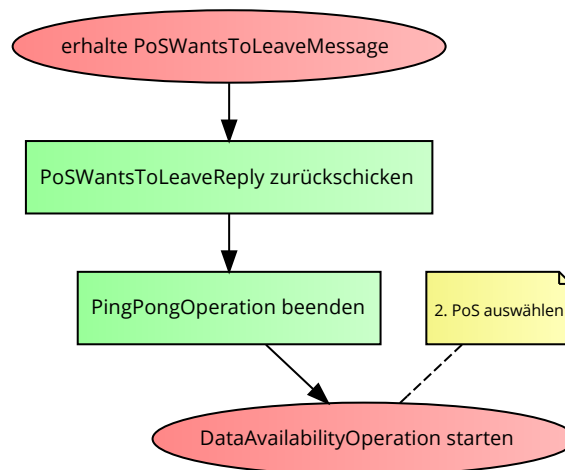 erhalte PoSWantsToLeaveMessage
PoSWantsToLeaveReply zurückschicken
PingPongOperation beenden
2. PoS auswählen
DataAvailabilityOperation starten